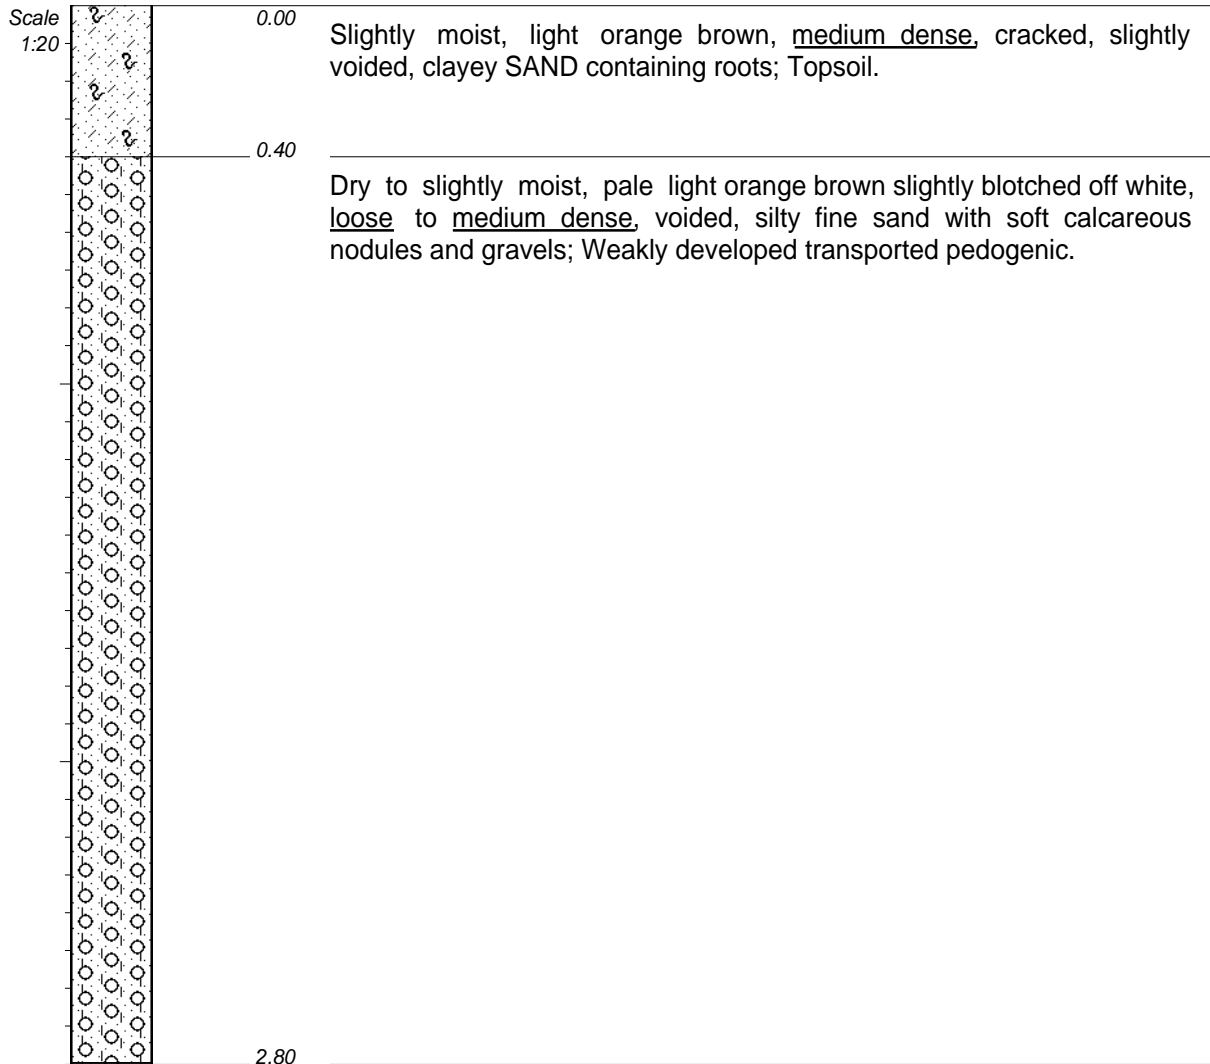 Scale
1:20
0.00
Slightly moist, light orange brown, medium dense, cracked, slightly
voided, clayey SAND containing roots; Topsoil.
0.40
Dry to slightly moist, pale light orange brown slightly blotched off white,
loose to medium dense, voided, silty fine sand with soft calcareous
nodules and gravels; Weakly developed transported pedogenic.
2.80